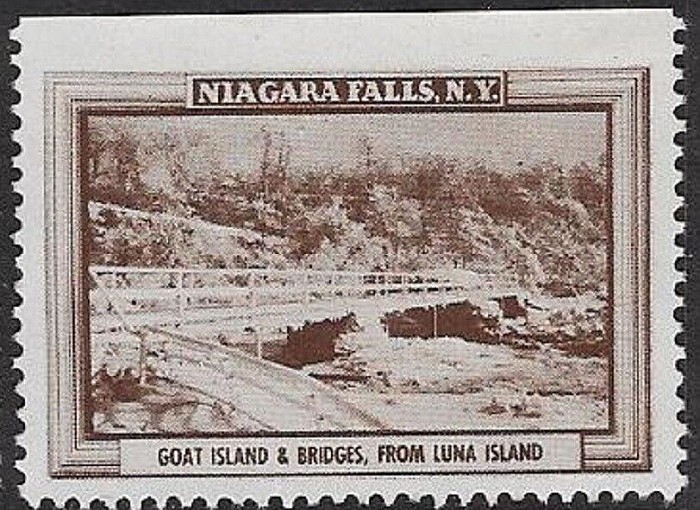 NIAGARA FALLS, N.Y.
GOAT ISLAND & BRIDGES, FROM LUNA ISLAND